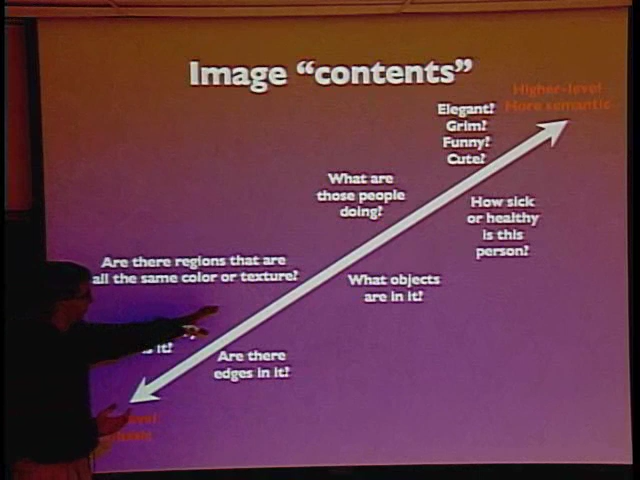 Image “contents”
Higher-level
More semantic
Elegant?
Grim?
Funny?
Cute?
What are
those people
doing?
How sick
or healthy
is this
person?
Are there regions that are
all the same color or texture?
What objects
are in it?
is it?
Are there
edges in it?